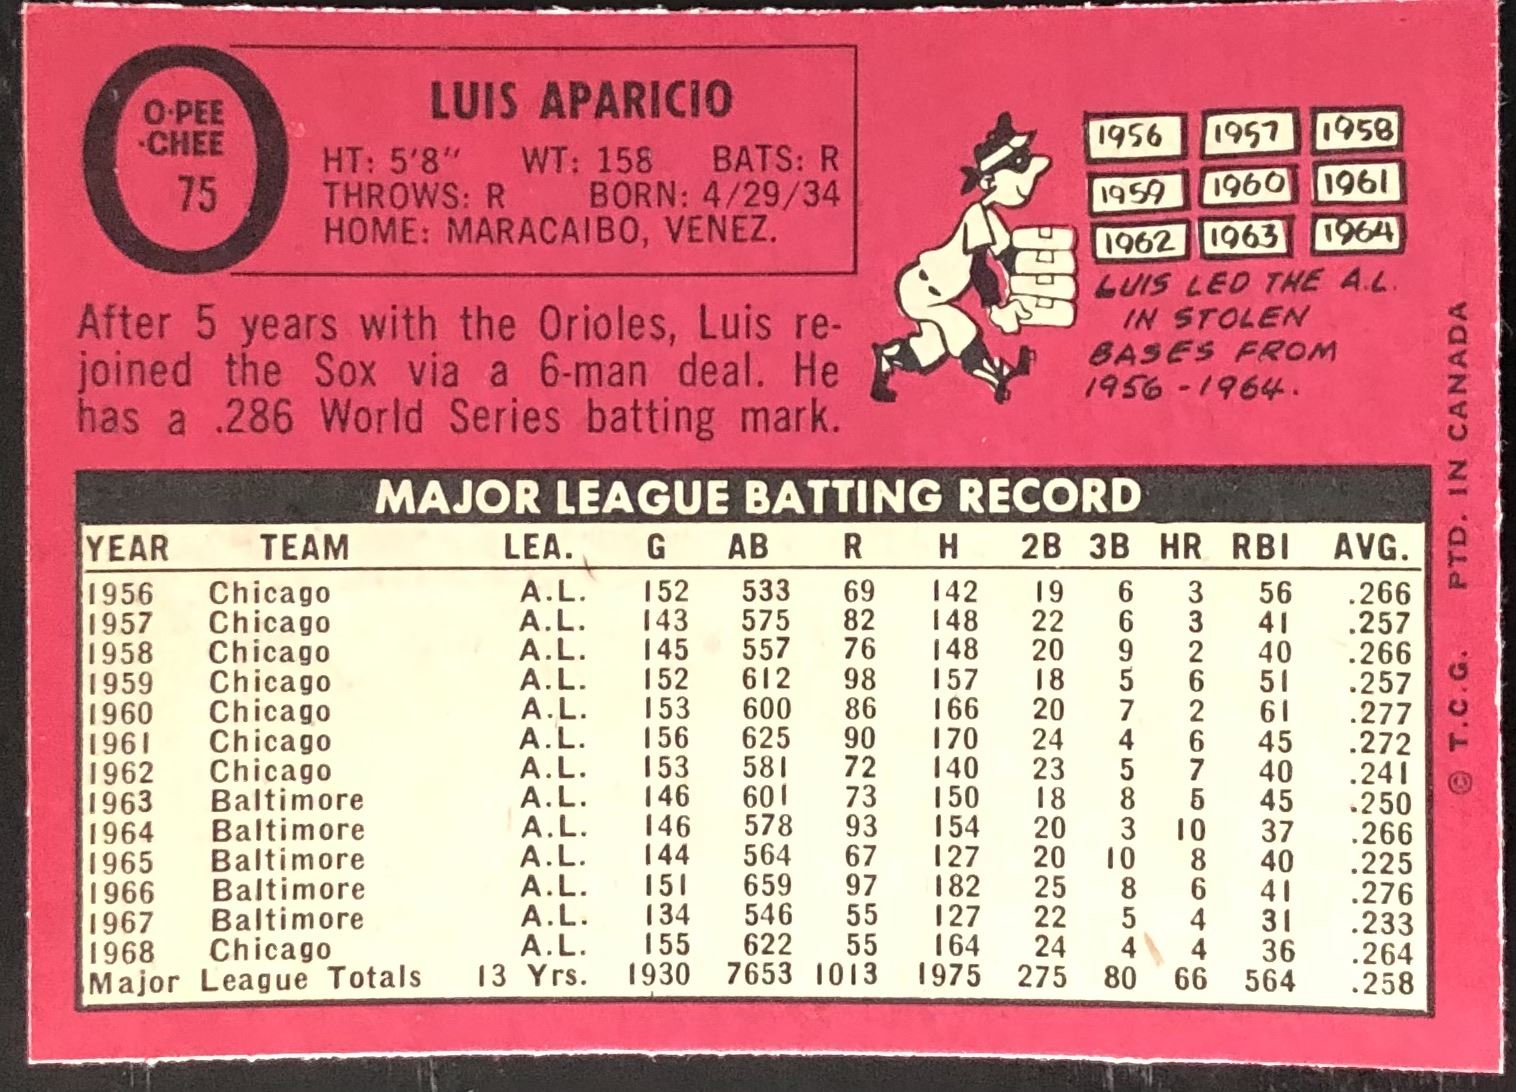 O-PEE
-CHEE
75
LUIS APARICIO
HT: 5'8" WT: 158 BATS: R
THROWS: R BORN: 4/29/34
HOME: MARACAIBO, VENEZ.
1956 1957 1958
1959 1960 1961
1962 1963 1964
LUIS LED THE A.L.
IN STOLEN
BASES FROM
1956-1964.
After 5 years with the Orioles, Luis re-
joined the Sox via a 6-man deal. He
has a .286 World Series batting mark.
MAJOR LEAGUE BATTING RECORD
YEAR TEAM LEA. G AB R H 2B 3B HR RBI AVG.
1956 Chicago A.L. 152 533 69 142 19 6 3 56 .266
1957 Chicago A.L. 143 575 82 148 22 6 3 41 .257
1958 Chicago A.L. 145 557 76 148 20 9 2 40 .266
1959 Chicago A.L. 152 612 98 157 18 5 6 51 .257
1960 Chicago A.L. 153 600 86 166 20 7 2 61 .277
1961 Chicago A.L. 156 625 90 170 24 4 6 45 .272
1962 Chicago A.L. 153 581 72 140 23 5 7 40 .241
1963 Baltimore A.L. 146 601 73 150 18 8 5 45 .250
1964 Baltimore A.L. 146 578 93 154 20 3 10 37 .266
1965 Baltimore A.L. 144 564 67 127 20 10 8 40 .225
1966 Baltimore A.L. 151 659 97 182 25 8 6 41 .276
1967 Baltimore A.L. 134 546 55 127 22 5 4 31 .233
1968 Chicago A.L. 155 622 55 164 24 4 4 36 .264
Major League Totals 13 Yrs. 1930 7653 1013 1975 275 80 66 564 .258
© T.C.G. PTD. IN CANADA